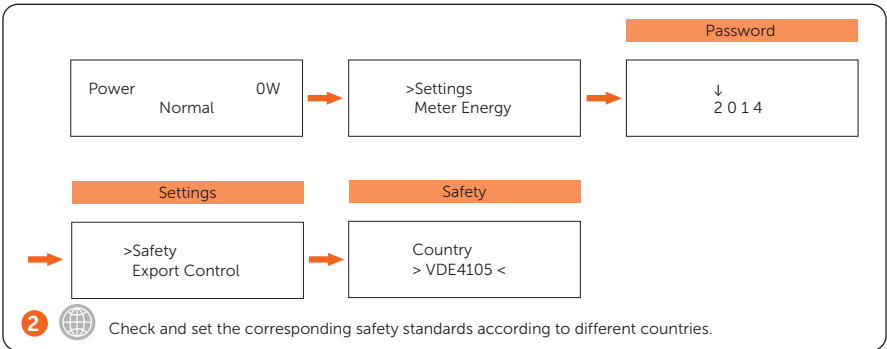 Password
Power 0W
Normal
>Settings
Meter Energy
↓
2 0 1 4
Settings
Safety
>Safety
Export Control
Country
> VDE4105 <
2 Check and set the corresponding safety standards according to different countries.